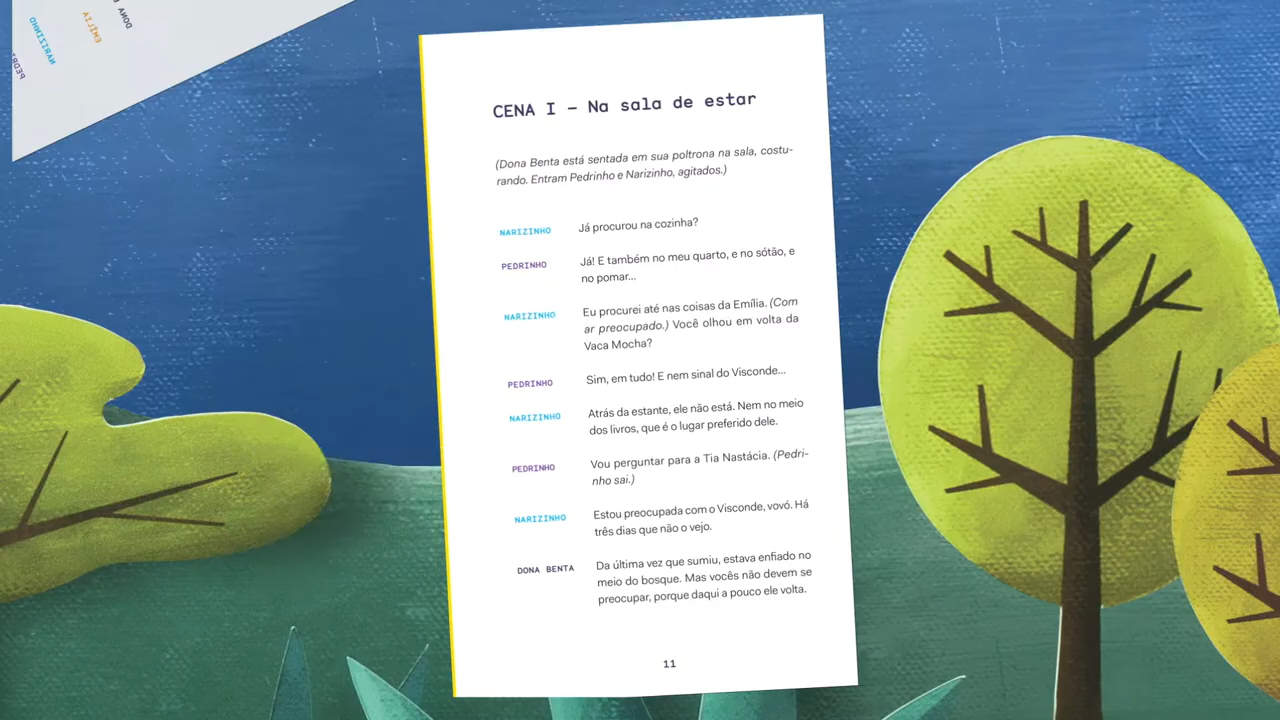 DONA B
EMÍLIA
NARIZINHO
PEDRI
CENA I – Na sala de estar
(Dona Benta está sentada em sua poltrona na sala, costu-
rando. Entram Pedrinho e Narizinho, agitados.)
NARIZINHO Já procurou na cozinha?
PEDRINHO Já! E também no meu quarto, e no sótão, e
no pomar...
NARIZINHO Eu procurei até nas coisas da Emília. (Com
ar preocupado.) Você olhou em volta da
Vaca Mocha?
PEDRINHO Sim, em tudo! E nem sinal do Visconde...
NARIZINHO Atrás da estante, ele não está. Nem no meio
dos livros, que é o lugar preferido dele.
PEDRINHO Vou perguntar para a Tia Nastácia. (Pedri-
nho sai.)
NARIZINHO Estou preocupada com o Visconde, vovó. Há
três dias que não o vejo.
DONA BENTA Da última vez que sumiu, estava enfiado no
meio do bosque. Mas vocês não devem se
preocupar, porque daqui a pouco ele volta.
11